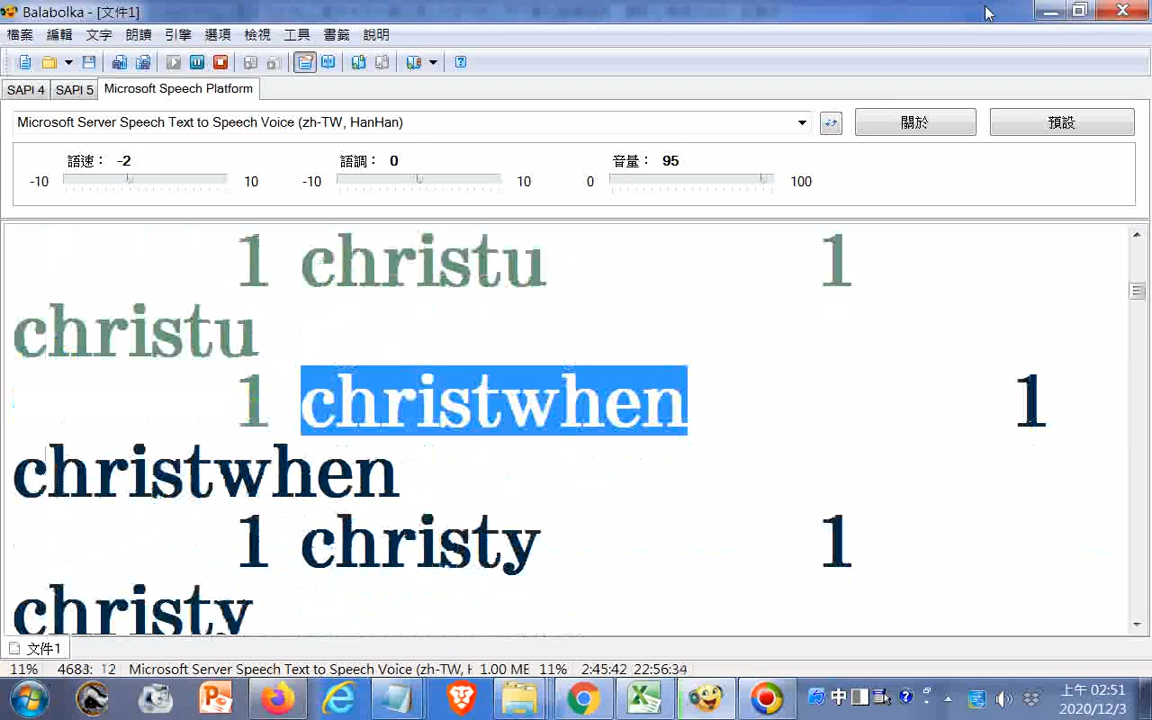 Balabolka - [文件1]
檔案 編輯 文字 朗讀 引擎 選項 檢視 工具 書籤 說明
SAPI 4 SAPI 5 Microsoft Speech Platform
Microsoft Server Speech Text to Speech Voice (zh-TW, HanHan) 關於 預設
語速： -2 語調： 0 音量： 95
-10 10 -10 10 0 100
1 christu 1
christu
1 christwhen 1
christwhen
1 christy 1
christy
文件1
11% 4683: 12 Microsoft Server Speech Text to Speech Voice (zh-TW, 1.00 ME 11% 2:45:42 22:56:34
中 上午 02:51
2020/12/3